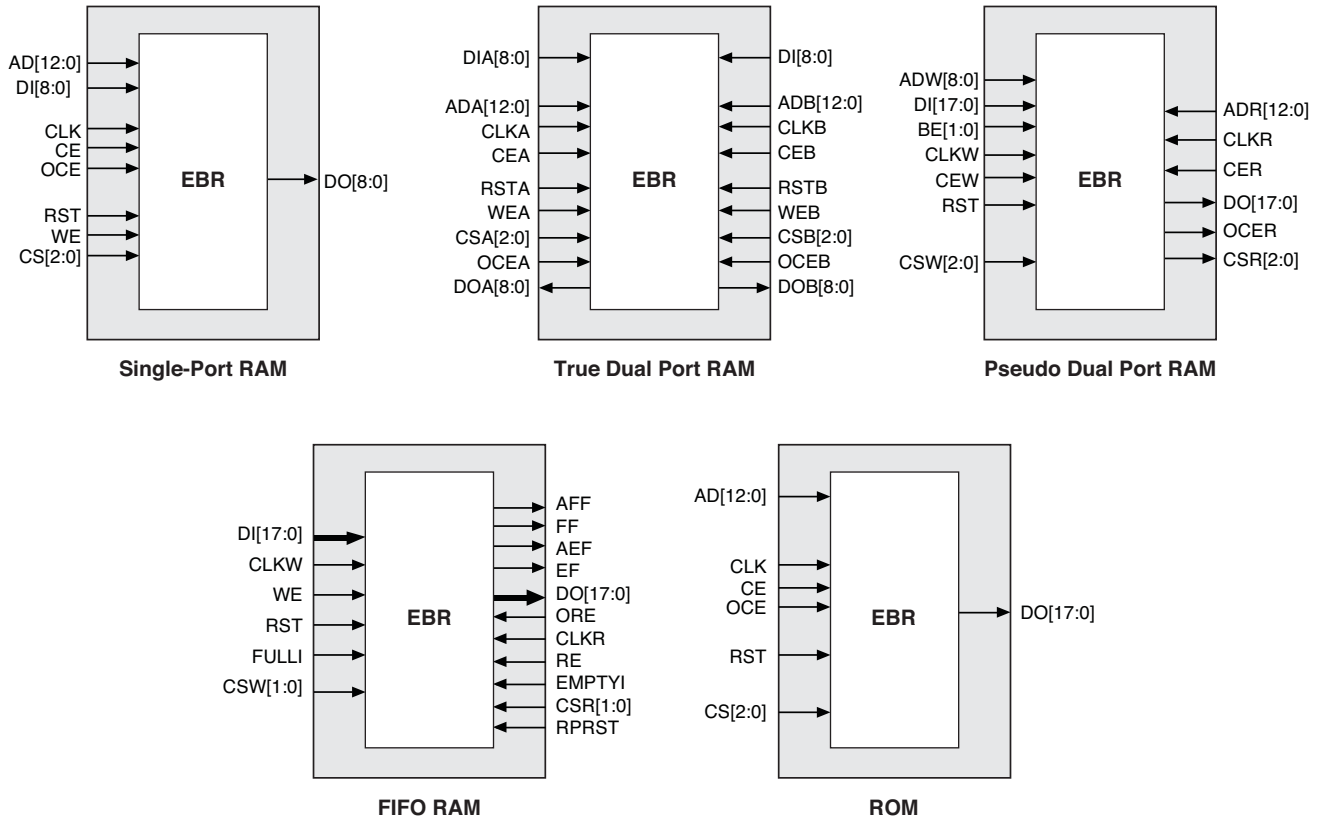 AD[12:0]
DI[8:0]
CLK
CE
OCE
RST
WE
CS[2:0]
EBR
DO[8:0]
Single-Port RAM
DIA[8:0]
ADA[12:0]
CLKA
CEA
RSTA
WEA
CSA[2:0]
OCEA
DOA[8:0]
EBR
DI[8:0]
ADB[12:0]
CLKB
CEB
RSTB
WEB
CSB[2:0]
OCEB
DOB[8:0]
True Dual Port RAM
ADW[8:0]
DI[17:0]
BE[1:0]
CLKW
CEW
RST
CSW[2:0]
EBR
ADR[12:0]
CLKR
CER
DO[17:0]
OCER
CSR[2:0]
Pseudo Dual Port RAM
DI[17:0]
CLKW
WE
RST
FULLI
CSW[1:0]
EBR
AFF
FF
AEF
EF
DO[17:0]
ORE
CLKR
RE
EMPTYI
CSR[1:0]
RPRST
FIFO RAM
AD[12:0]
CLK
CE
OCE
RST
CS[2:0]
EBR
DO[17:0]
ROM